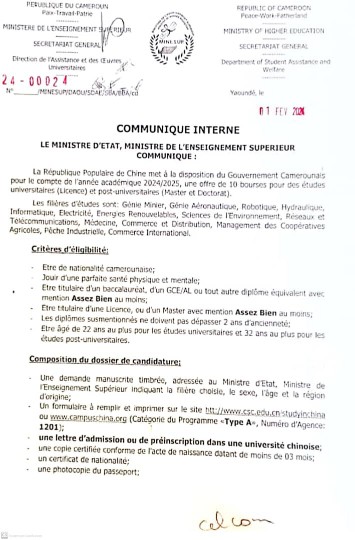 REPUBLIQUE DU CAMEROUN
Paix-Travail-Patrie
MINISTERE DE L'ENSEIGNEMENT SUPERIEUR
SECRETARIAT GENERAL
Direction de l'Assistance et des Œuvres
Universitaires
24-00024
N° /MINESUP/DAOU/SDAE/SBA/BBA/cd
REPUBLIC OF CAMEROON
Peace-Work-Fatherland
MINISTRY OF HIGHER EDUCATION
SECRETARIAT GENERAL
Department of Student Assistance and
Welfare
Yaoundé, le
01 FEV 2024
MINESUP
COMMUNIQUE INTERNE
LE MINISTRE D'ETAT, MINISTRE DE L'ENSEIGNEMENT SUPERIEUR
COMMUNIQUE :
La République Populaire de Chine met à la disposition du Gouvernement Camerounais
pour le compte de l'année académique 2024/2025, une offre de 10 bourses pour des études
universitaires (Licence) et post-universitaires (Master et Doctorat).
Les filières d'études sont: Génie Minier, Génie Aéronautique, Robotique, Hydraulique,
Informatique, Electricité, Energies Renouvelables, Sciences de l'Environnement, Réseaux et
Télécommunications, Médecine, Commerce et Distribution, Management des Coopératives
Agricoles, Pêche Industrielle, Commerce International.
Critères d'éligibilité:
- Etre de nationalité camerounaise;
- Jouir d'une parfaite santé physique et mentale;
- Etre titulaire d'un baccalauréat, d'un GCE/AL ou tout autre diplôme équivalent avec
mention Assez Bien au moins;
- Etre titulaire d'une Licence, ou d'un Master avec mention Assez Bien au moins;
- Les diplômes susmentionnés ne doivent pas dépasser 2 ans d'ancienneté;
- Etre âgé de 22 ans au plus pour les études universitaires et 32 ans au plus pour les
études post-universitaires.
Composition du dossier de candidature:
- Une demande manuscrite timbrée, adressée au Ministre d'Etat, Ministre de
l'Enseignement Supérieur indiquant la filière choisie, le sexe, l'âge et la région
d'origine;
- Un formulaire à remplir et imprimer sur le site http://www.csc.edu.cn/studyinchina
ou www.campuschina.org (Catégorie du Programme «Type A», Numéro d'Agence:
1201);
- une lettre d'admission ou de préinscription dans une université chinoise;
- une copie certifiée conforme de l'acte de naissance datant de moins de 03 mois;
- un certificat de nationalité;
- une photocopie du passeport;